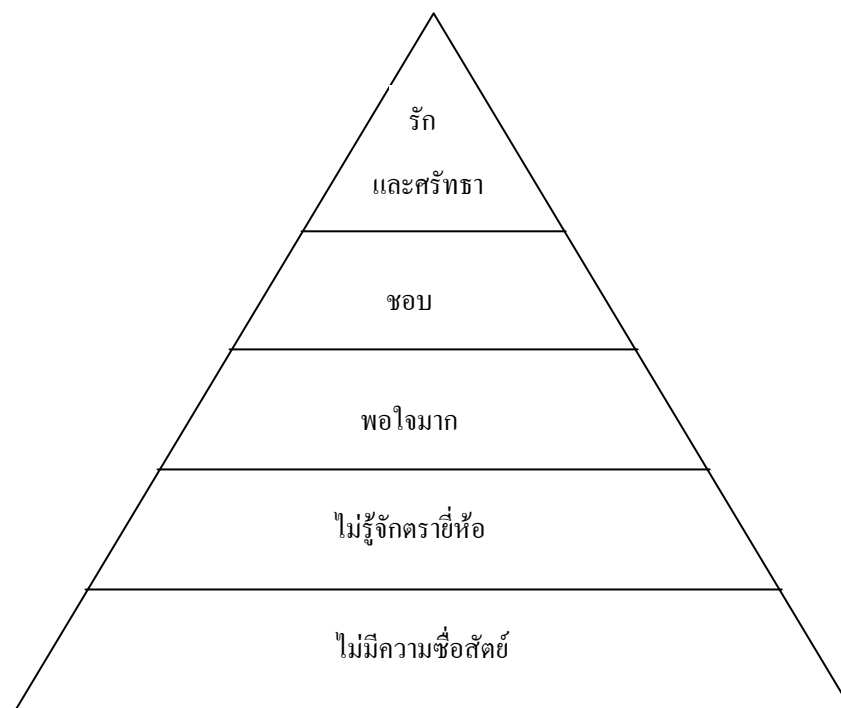 รัก
และศรัทธา
ชอบ
พอใจมาก
ไม่รู้จักตรายี่ห้อ
ไม่มีความซื่อสัตย์